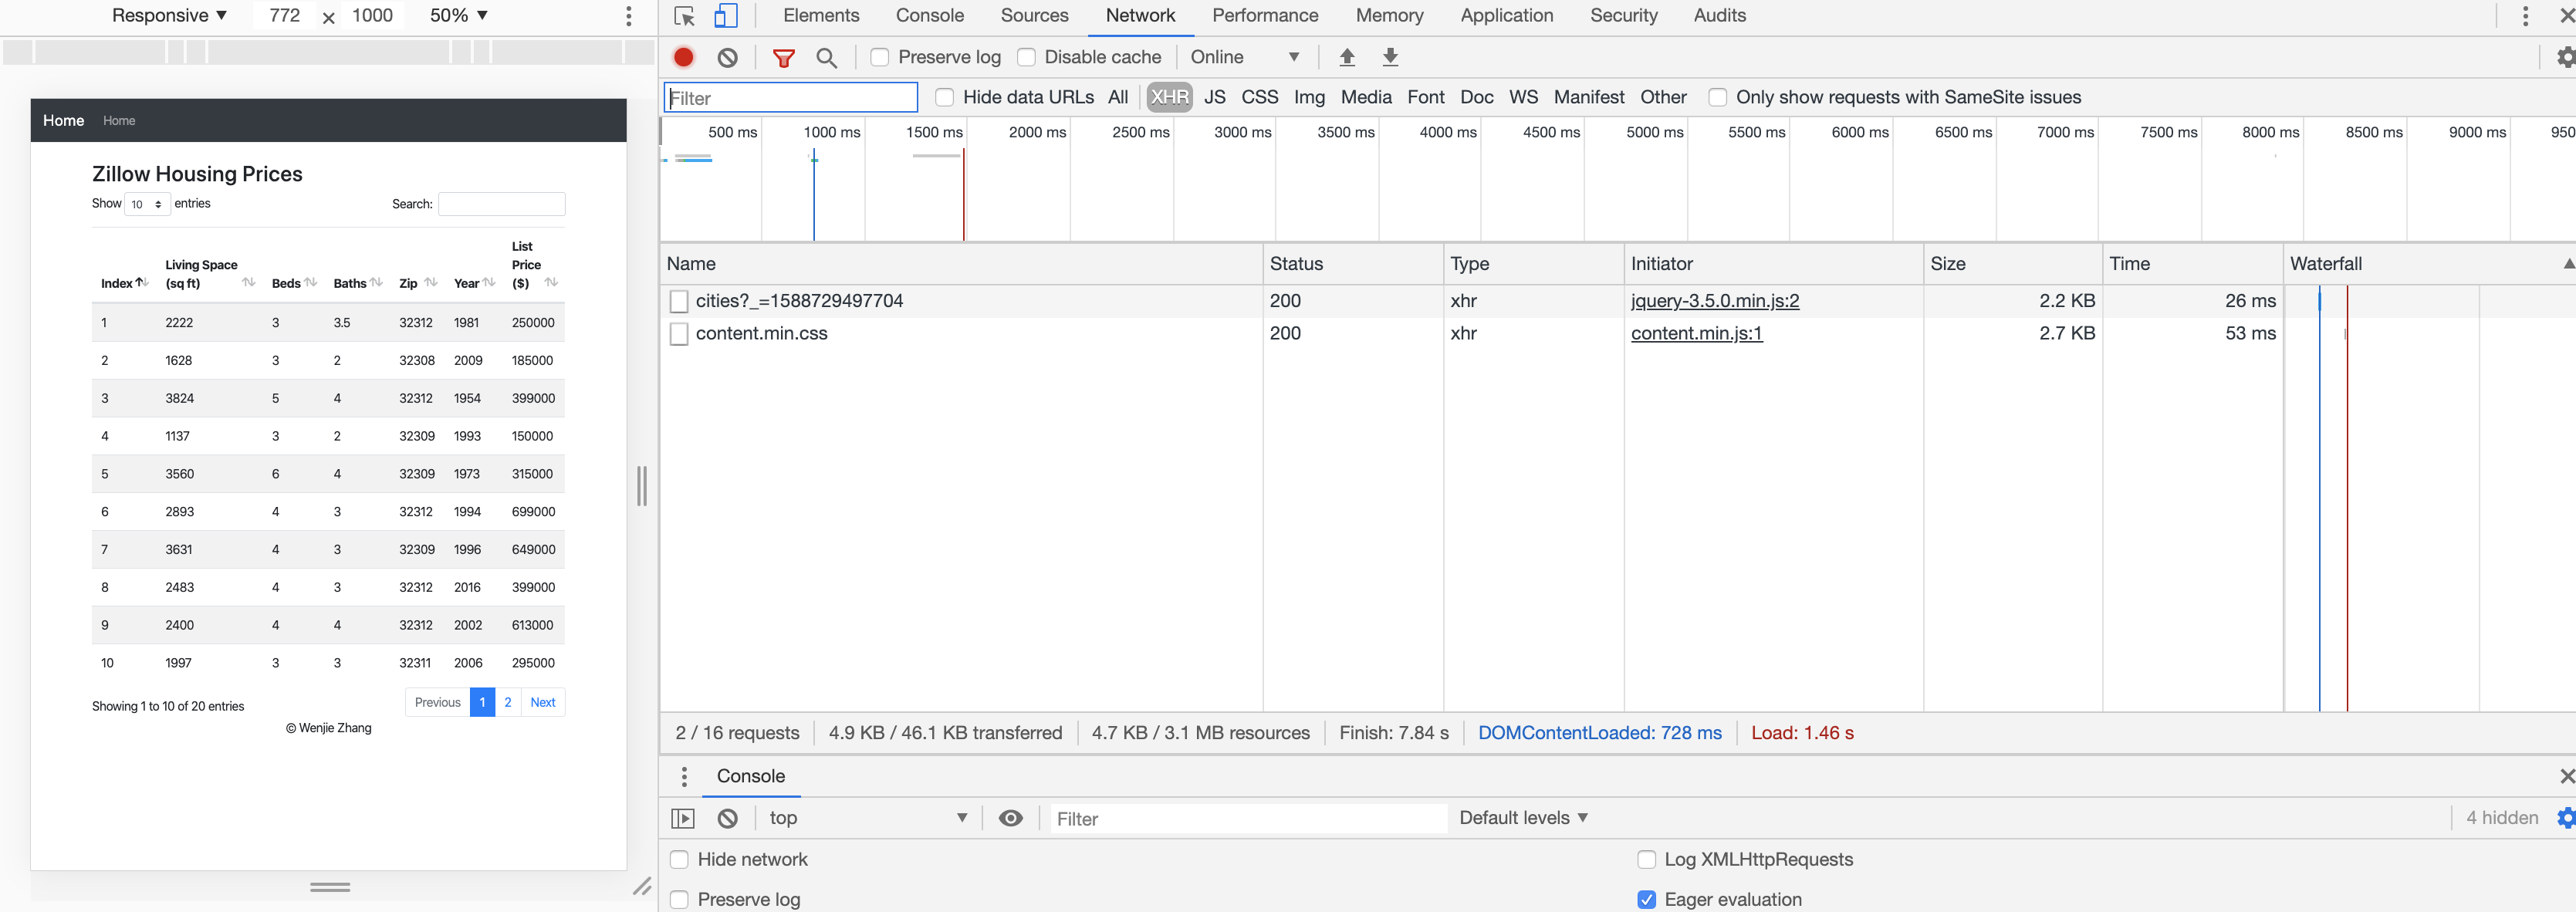 Responsive 772 × 1000 50%
Home Home
Zillow Housing Prices
Show 10 entries Search:
Index Living Space (sq ft) Beds Baths Zip Year List Price ($)
1 2222 3 3.5 32312 1981 250000
2 1628 3 2 32308 2009 185000
3 3824 5 4 32312 1954 399000
4 1137 3 2 32309 1993 150000
5 3560 6 4 32309 1973 315000
6 2893 4 3 32312 1994 699000
7 3631 4 3 32309 1996 649000
8 2483 4 3 32312 2016 399000
9 2400 4 4 32312 2002 613000
10 1997 3 3 32311 2006 295000
Showing 1 to 10 of 20 entries Previous 1 2 Next
© Wenjie Zhang
Elements Console Sources Network Performance Memory Application Security Audits
Preserve log Disable cache Online
Filter Hide data URLs All XHR JS CSS Img Media Font Doc WS Manifest Other Only show requests with SameSite issues
500 ms 1000 ms 1500 ms 2000 ms 2500 ms 3000 ms 3500 ms 4000 ms 4500 ms 5000 ms 5500 ms 6000 ms 6500 ms 7000 ms 7500 ms 8000 ms 8500 ms 9000 ms 950
Name Status Type Initiator Size Time Waterfall
cities?_=1588729497704 200 xhr jquery-3.5.0.min.js:2 2.2 KB 26 ms
content.min.css 200 xhr content.min.js:1 2.7 KB 53 ms
2 / 16 requests 4.9 KB / 46.1 KB transferred 4.7 KB / 3.1 MB resources Finish: 7.84 s DOMContentLoaded: 728 ms Load: 1.46 s
Console
top Filter Default levels 4 hidden
Hide network Log XMLHttpRequests
Preserve log Eager evaluation